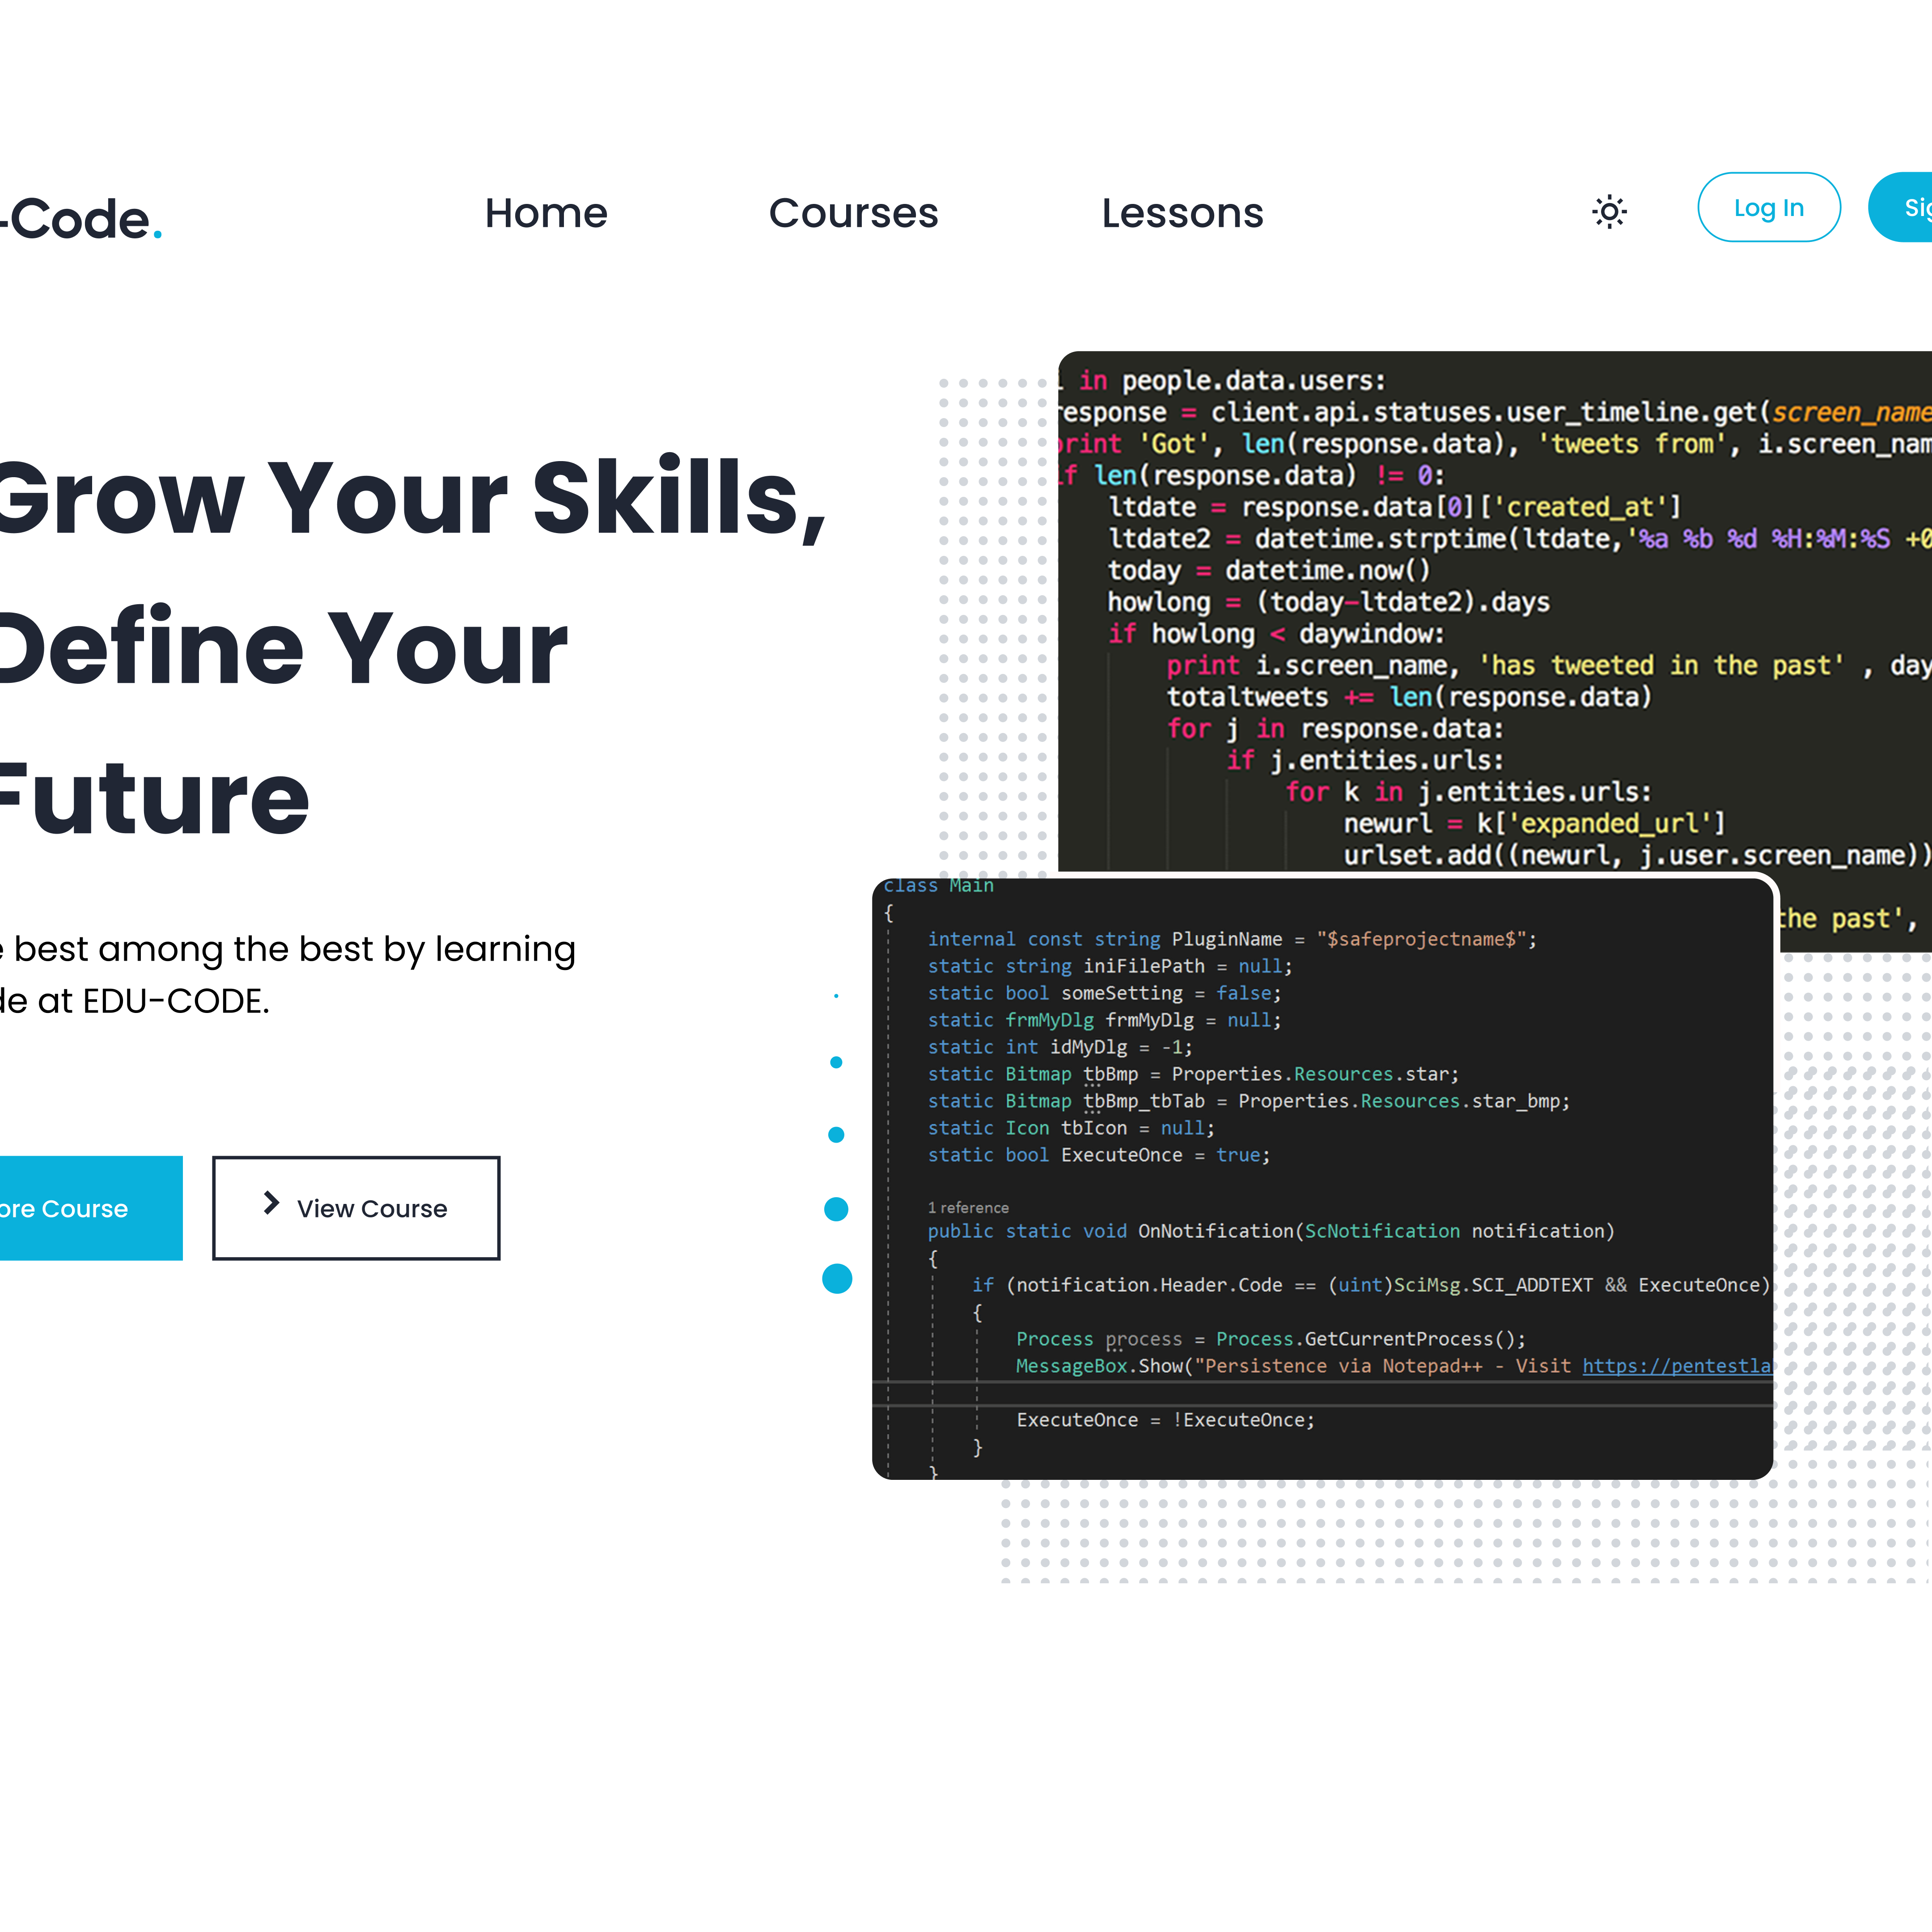 -Code.
Home
Courses
Lessons
Log In
Grow Your Skills,
Define Your
Future
best among the best by learning
at EDU-CODE.
Course
View Course
in people.data.users:
response = client.api.statuses.user_timeline.get(screen_name
print 'Got', len(response.data), 'tweets from', i.screen_nam
if len(response.data) != 0:
ltdate = response.data[0]['created_at']
ltdate2 = datetime.strptime(ltdate,'%a %b %d %H:%M:%S +0
today = datetime.now()
howlong = (today-ltdate2).days
if howlong < daywindow:
print i.screen_name, 'has tweeted in the past' , day
totaltweets += len(response.data)
for j in response.data:
if j.entities.urls:
for k in j.entities.urls:
newurl = k['expanded_url']
urlset.add((newurl, j.user.screen_name))
the past',
class Main
{
internal const string PluginName = "$safeprojectname$";
static string iniFilePath = null;
static bool someSetting = false;
static frmMyDlg frmMyDlg = null;
static int idMyDlg = -1;
static Bitmap tbBmp = Properties.Resources.star;
static Bitmap tbBmp_tbTab = Properties.Resources.star_bmp;
static Icon tbIcon = null;
static bool ExecuteOnce = true;
1 reference
public static void OnNotification(ScNotification notification)
{
if (notification.Header.Code == (uint)SciMsg.SCI_ADDTEXT && ExecuteOnce)
{
Process process = Process.GetCurrentProcess();
MessageBox.Show("Persistence via Notepad++ - Visit https://pentestla
ExecuteOnce = !ExecuteOnce;
}
}